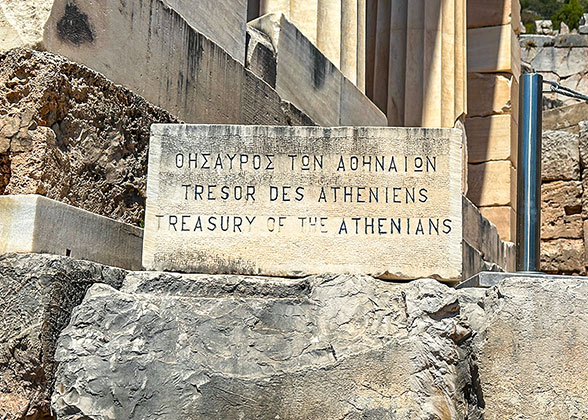 ΘΗΣΑΥΡΟΣ ΤΩΝ ΑΘΗΝΑΙΩΝ
TRESOR DES ATHENIENS
TREASURY OF THE ATHENIANS